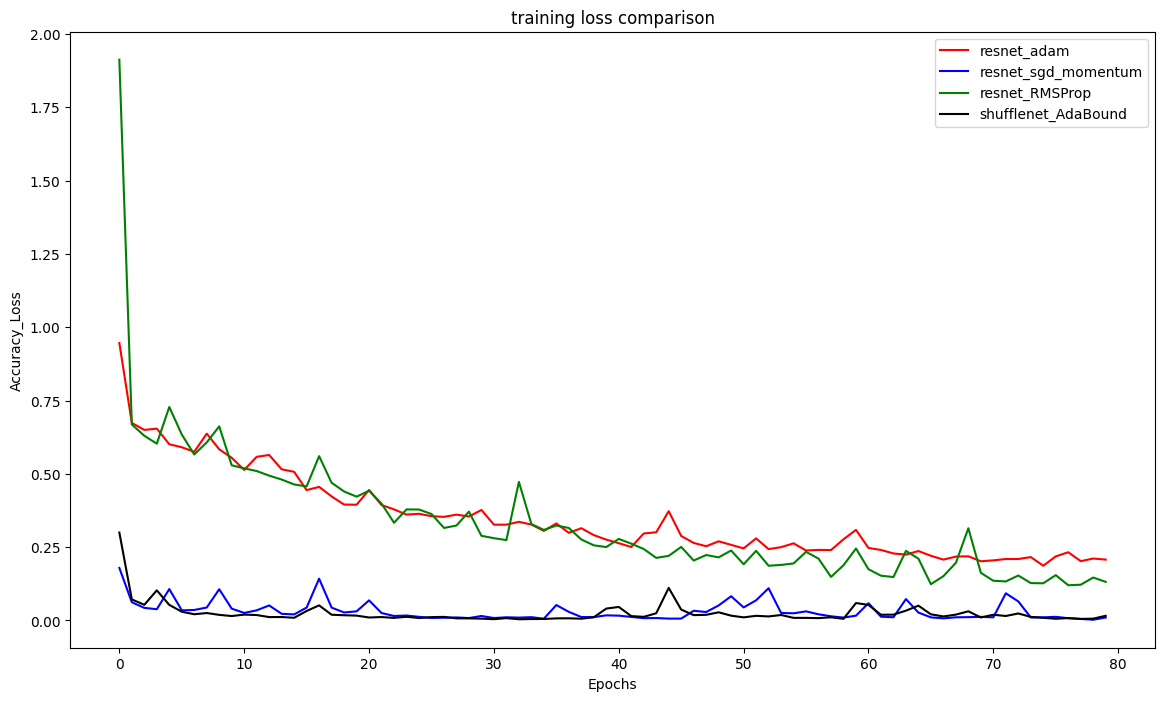 training loss comparison
2.00
1.75
1.50
1.25
1.00
0.75
0.50
0.25
0.00
Accuracy_Loss
resnet_adam
resnet_sgd_momentum
resnet_RMSProp
shufflenet_AdaBound
0 10 20 30 40 50 60 70 80
Epochs